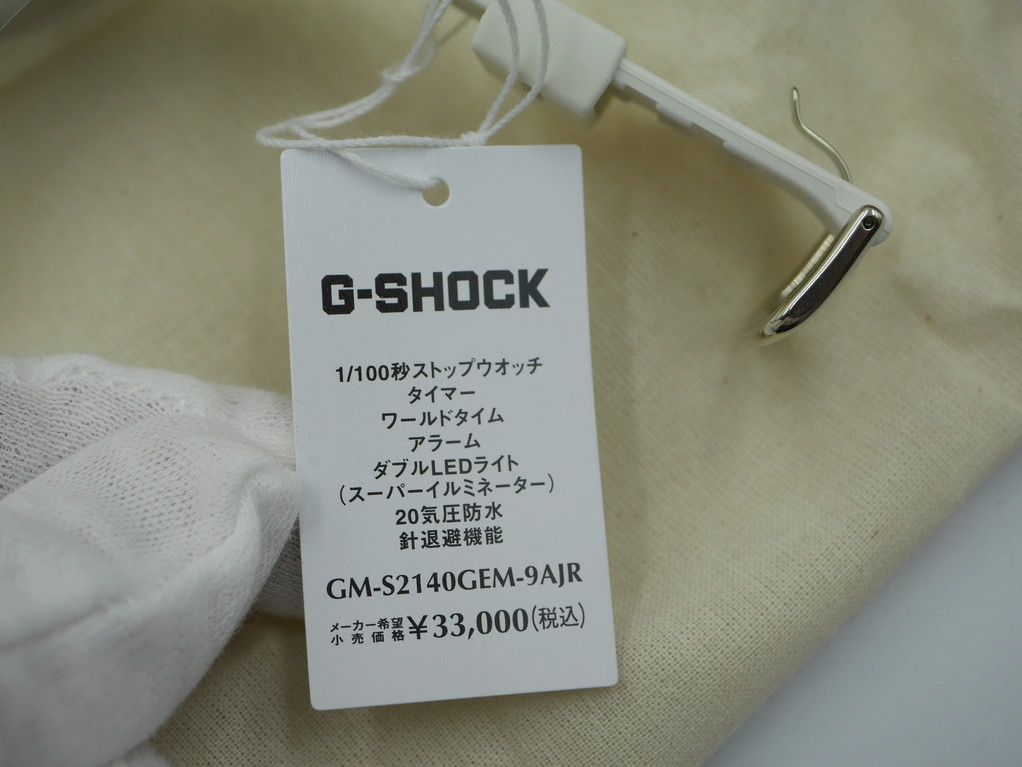 G-SHOCK
1/100秒ストップウオッチ
タイマー
ワールドタイム
アラーム
ダブルLEDライト
(スーパーイルミネーター)
20気圧防水
針退避機能
GM-S2140GEM-9AJR
メーカー希望
小売価格 ¥33,000(税込)